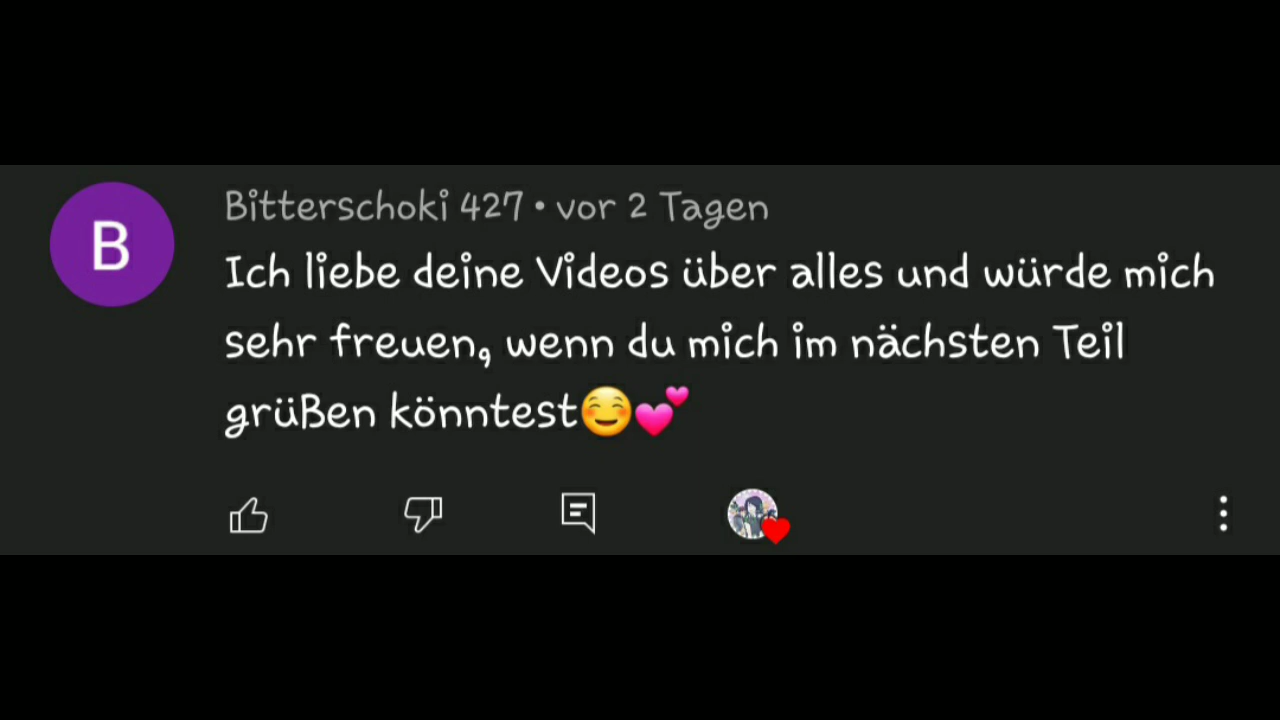 B
Bitterschoki 427 • vor 2 Tagen
Ich liebe deine Videos über alles und würde mich
sehr freuen, wenn du mich im nächsten Teil
grüßen könntest☺️💕